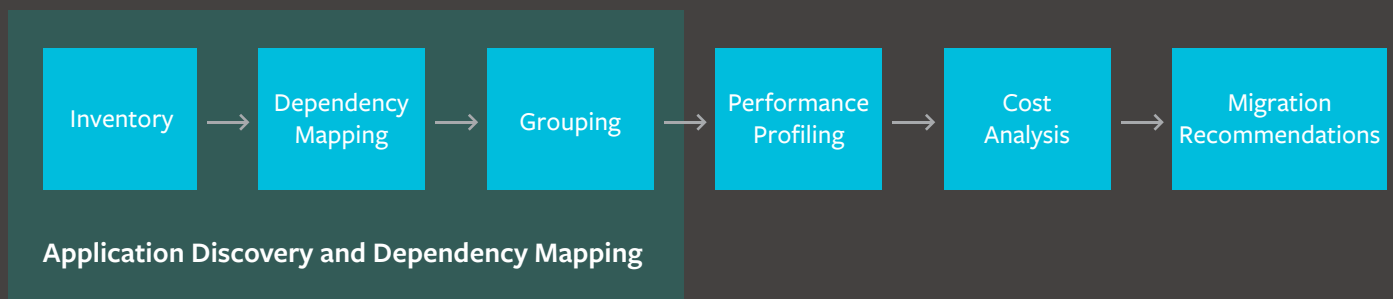 Inventory
Dependency
Mapping
Grouping
Performance
Profiling
Cost
Analysis
Migration
Recommendations
Application Discovery and Dependency Mapping